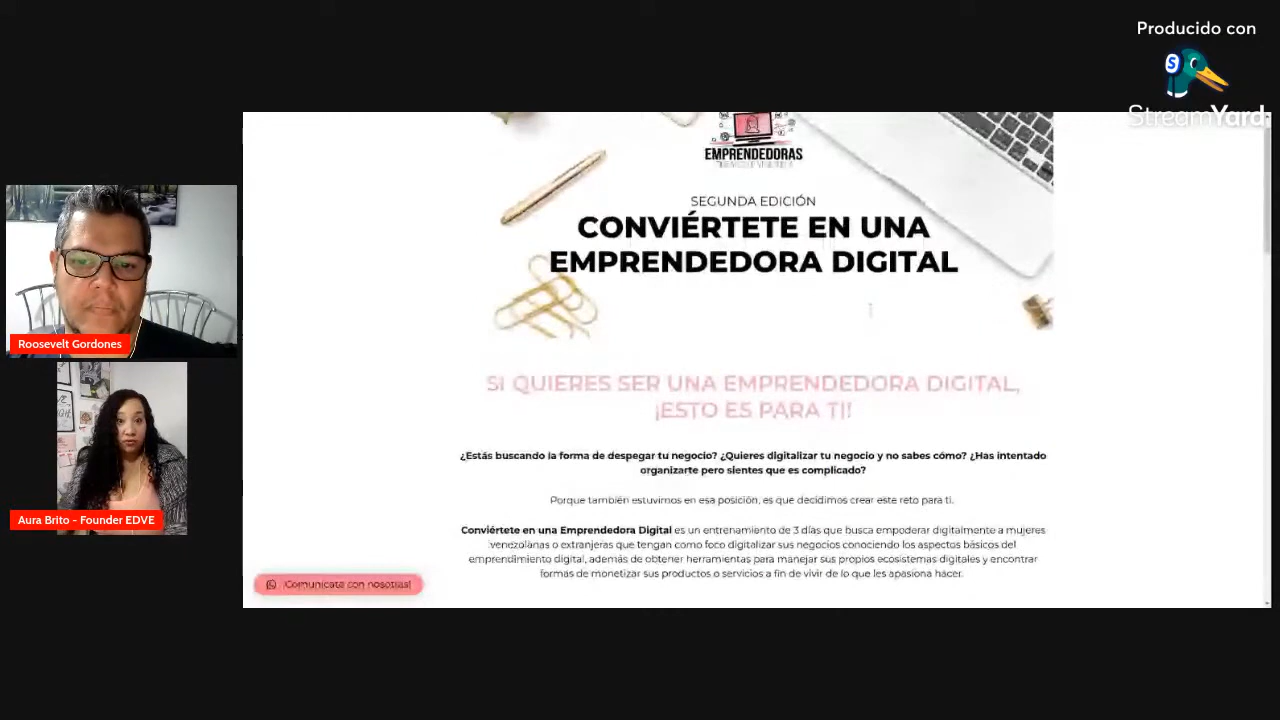 Producido con
StreamYard
EMPRENDEDORAS
SEGUNDA EDICIÓN
CONVIÉRTETE EN UNA
EMPRENDEDORA DIGITAL
SI QUIERES SER UNA EMPRENDEDORA DIGITAL,
¡ESTO ES PARA TI!
¿Estás buscando la forma de despegar tu negocio? ¿Quieres digitalizar tu negocio y no sabes cómo? ¿Has intentado
organizarte pero sientes que es complicado?
Porque también estuvimos en esa posición, es que decidimos crear este reto para ti.
Conviértete en una Emprendedora Digital es un entrenamiento de 3 días que busca empoderar digitalmente a mujeres
venezolanas o extranjeras que tengan como foco digitalizar sus negocios conociendo los aspectos básicos del
emprendimiento digital, además de obtener herramientas para manejar sus propios ecosistemas digitales y encontrar
formas de monetizar sus productos o servicios a fin de vivir de lo que les apasiona hacer.
¡Comunícate con nosotras!
Roosevelt Gordones
Aura Brito - Founder EDVE